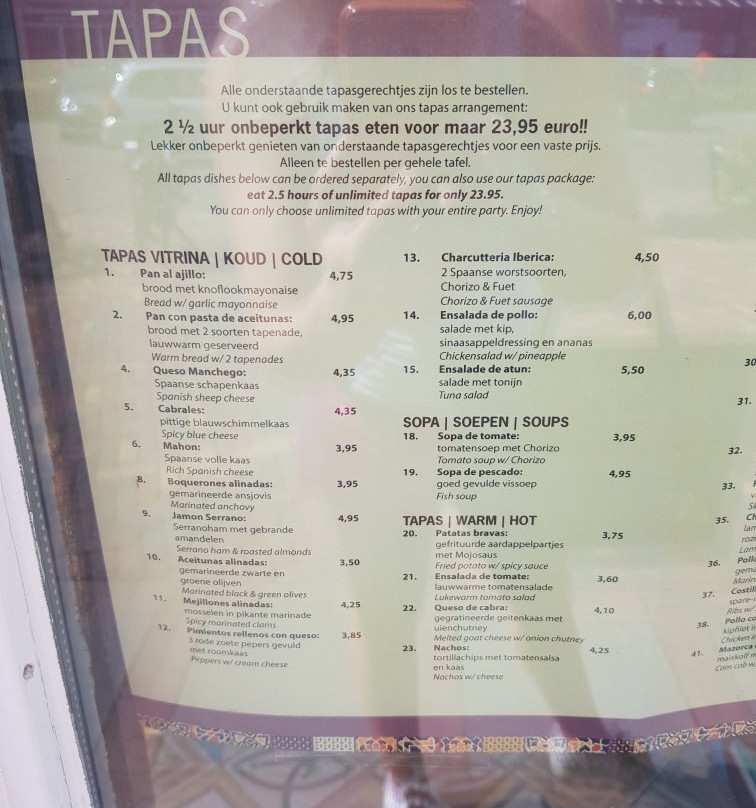 TAPAS
Alle onderstaande tapasgerechtjes zijn los te bestellen.
U kunt ook gebruik maken van ons tapas arrangement:
2 ½ uur onbeperkt tapas eten voor maar 23,95 euro!!
Lekker onbeperkt genieten van onderstaande tapasgerechtjes voor een vaste prijs.
Alleen te bestellen per gehele tafel.
All tapas dishes below can be ordered separately, you can also use our tapas package:
eat 2.5 hours of unlimited tapas for only 23.95.
You can only choose unlimited tapas with your entire party. Enjoy!
TAPAS VITRINA | KOUD | COLD
1. Pan al ajillo: 4,75
brood met knoflookmayonaise
Bread w/ garlic mayonnaise
2. Pan con pasta de aceitunas: 4,95
brood met 2 soorten tapenade,
lauwwarm geserveerd
Warm bread w/ 2 tapenades
4. Queso Manchego: 4,35
Spaanse schapenkaas
Spanish sheep cheese
5. Cabrales: 4,35
pittige blauwschimmelkaas
Spicy blue cheese
6. Mahon: 3,95
Spaanse volle kaas
Rich Spanish cheese
8. Boquerones alinadas: 3,95
gemarineerde ansjovis
Marinated anchovy
9. Jamon Serrano: 4,95
Serranoham met gebrande
amandelen
Serrano ham & roasted almonds
10. Aceitunas alinadas: 3,50
gemarineerde zwarte en
groene olijven
Marinated black & green olives
11. Mejillones alinadas: 4,25
mosselen in pikante marinade
Spicy marinated clams
12. Pimientos rellenos con queso: 3,85
3 rode zoete pepers gevuld
met roomkaas
Peppers w/ cream cheese
13. Charcutteria Iberica: 4,50
2 Spaanse worstsoorten,
Chorizo & Fuet
Chorizo & Fuet sausage
14. Ensalada de pollo: 6,00
salade met kip,
sinaasappeldressing en ananas
Chickensalad w/ pineapple
15. Ensalade de atun: 5,50
salade met tonijn
Tuna salad
SOPA | SOEPEN | SOUPS
18. Sopa de tomate: 3,95
tomatensoep met Chorizo
Tomato soup w/ Chorizo
19. Sopa de pescado: 4,95
goed gevulde vissoep
Fish soup
TAPAS | WARM | HOT
20. Patatas bravas: 3,75
gefrituurde aardappelpartjes
met Mojosaus
Fried potato w/ spicy sauce
21. Ensalada de tomate: 3,60
lauwwarme tomatensalade
Lukewarm tomato salad
22. Queso de cabra: 4,10
gegratineerde geitenkaas met
uienchutney
Melted goat cheese w/ onion chutney
23. Nachos: 4,25
tortillachips met tomatensalsa
en kaas
Nachos w/ cheese
30
31.
32.
33.
35.
36.
37.
38. Pollo
41. Mazorca